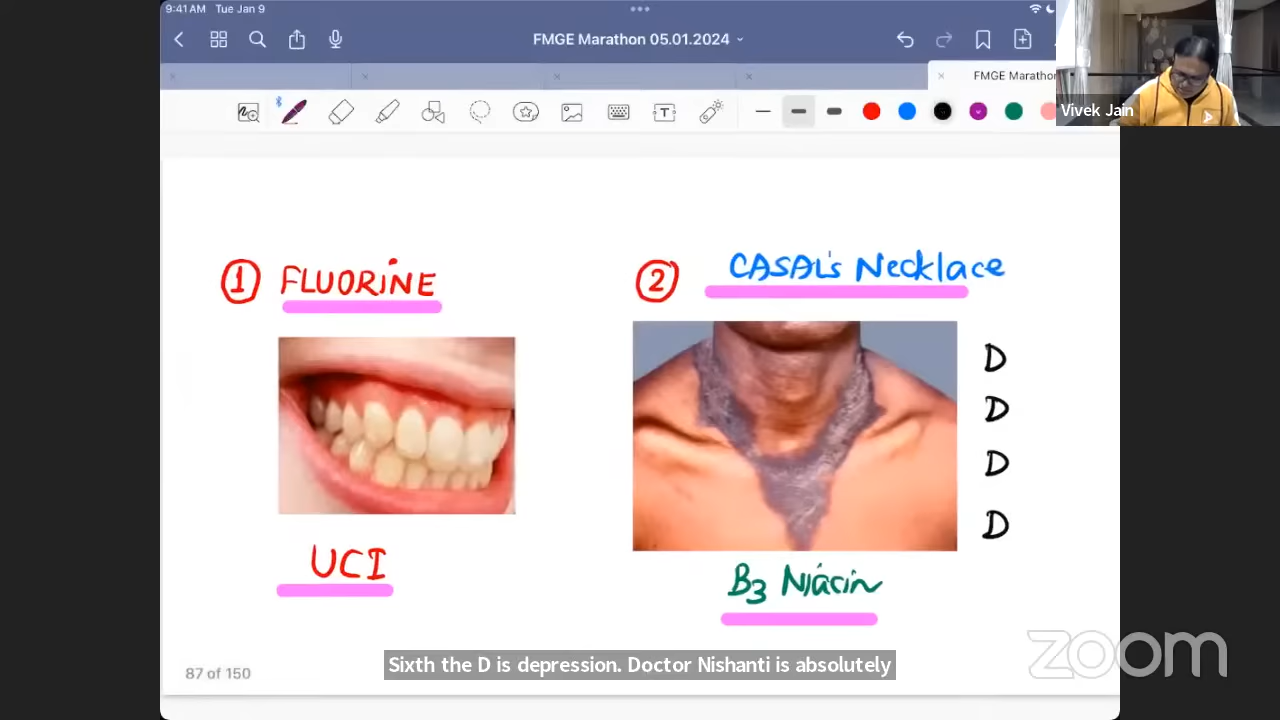 9:41 AM Tue Jan 9
FMGE Marathon 05.01.2024
FMGE Marathon
T
Vivek Jain
1 FLUORINE
2 CASAL's Necklace
D
D
D
D
UCI
B3 Niacin
Sixth the D is depression. Doctor Nishanti is absolutely
87 of 150
zoom